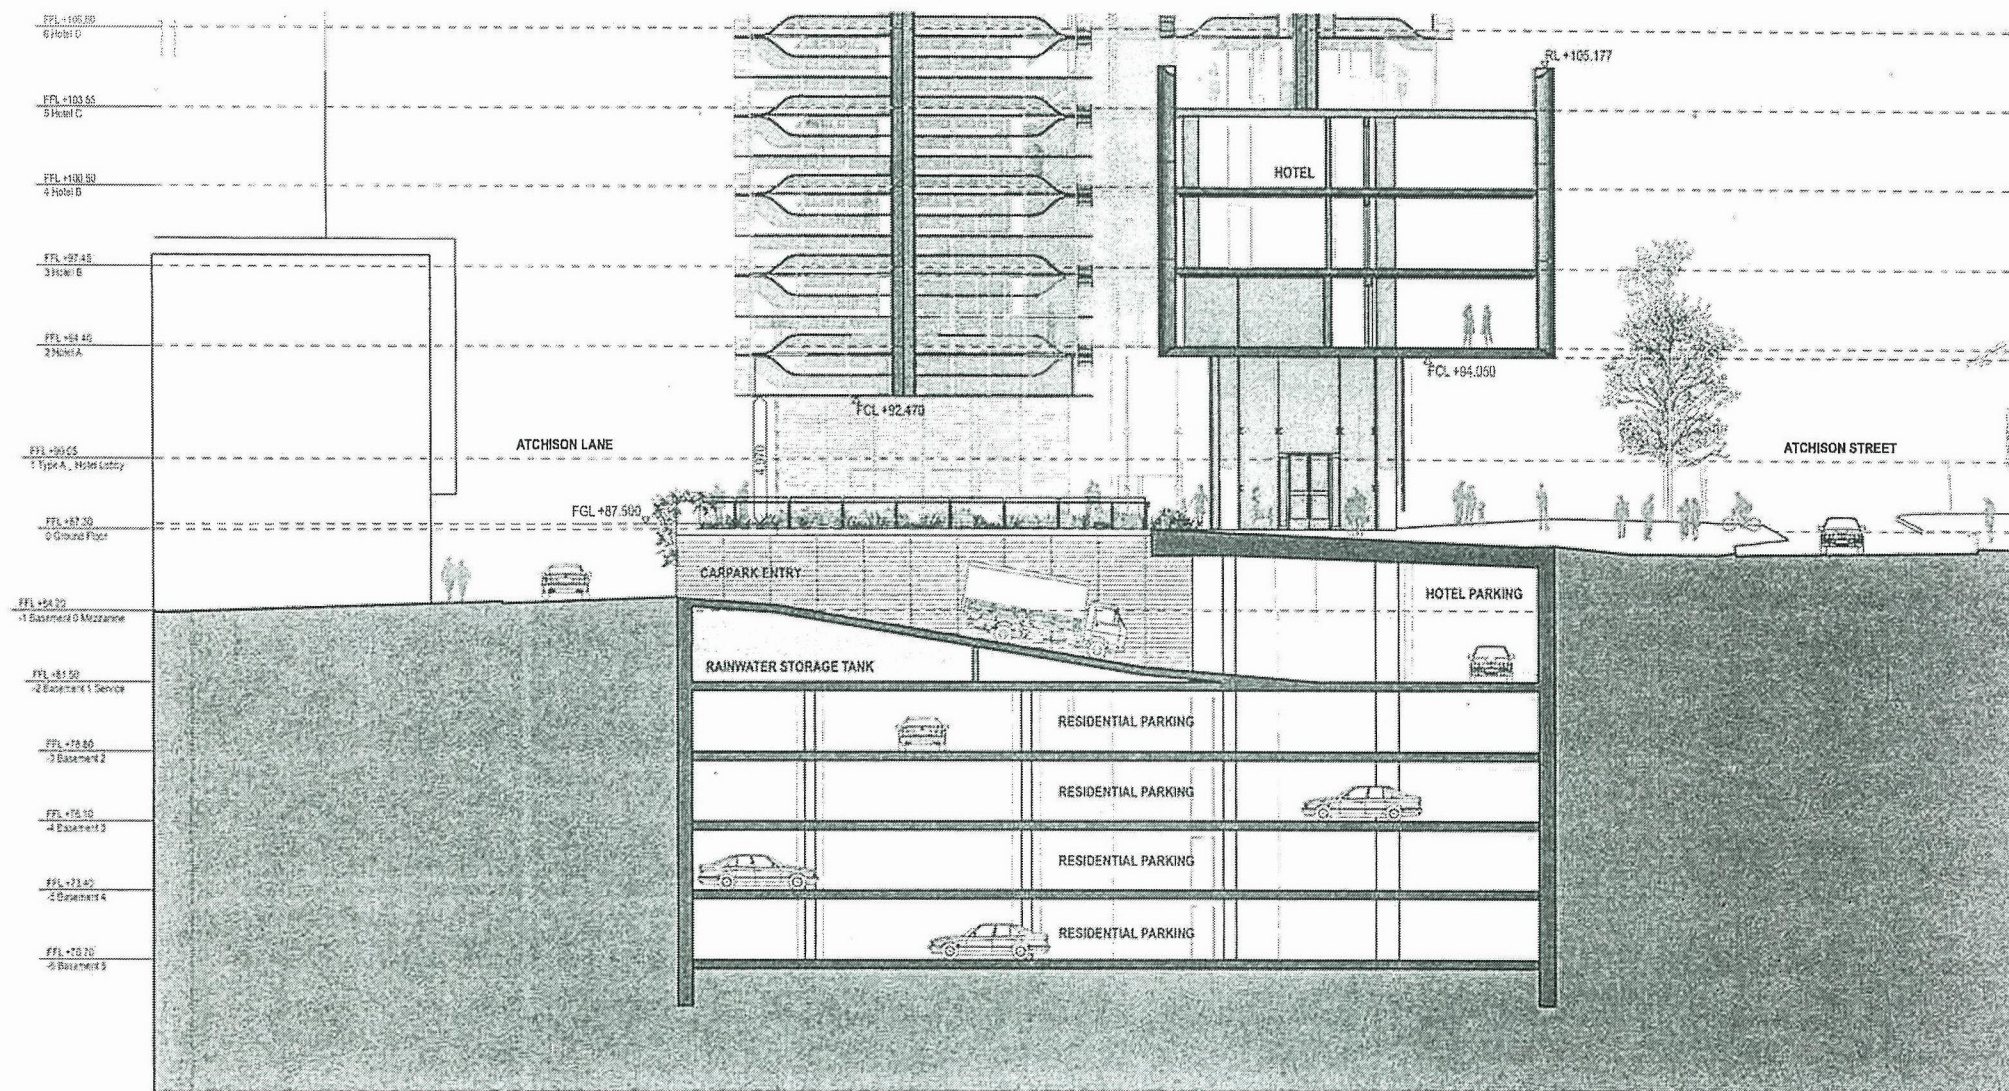 FFL +106.60
6 Hotel D
FFL +103.55
5 Hotel C
FFL +100.50
4 Hotel B
FFL +97.45
3 Hotel B
FFL +94.40
2 Hotel A
FFL +90.05
1 Type A , Hotel Lobby
FFL +87.30
0 Ground Floor
FFL +84.20
-1 Basement 0 Mezzanine
FFL +81.50
-2 Basement 1 Service
FFL +78.80
-3 Basement 2
FFL +76.10
-4 Basement 3
FFL +73.40
-5 Basement 4
FFL +70.70
-6 Basement 5
RL +105.177
HOTEL
FCL +94.050
FCL +92.470
4,970
ATCHISON LANE
ATCHISON STREET
FGL +87.500
CARPARK ENTRY
HOTEL PARKING
RAINWATER STORAGE TANK
RESIDENTIAL PARKING
RESIDENTIAL PARKING
RESIDENTIAL PARKING
RESIDENTIAL PARKING